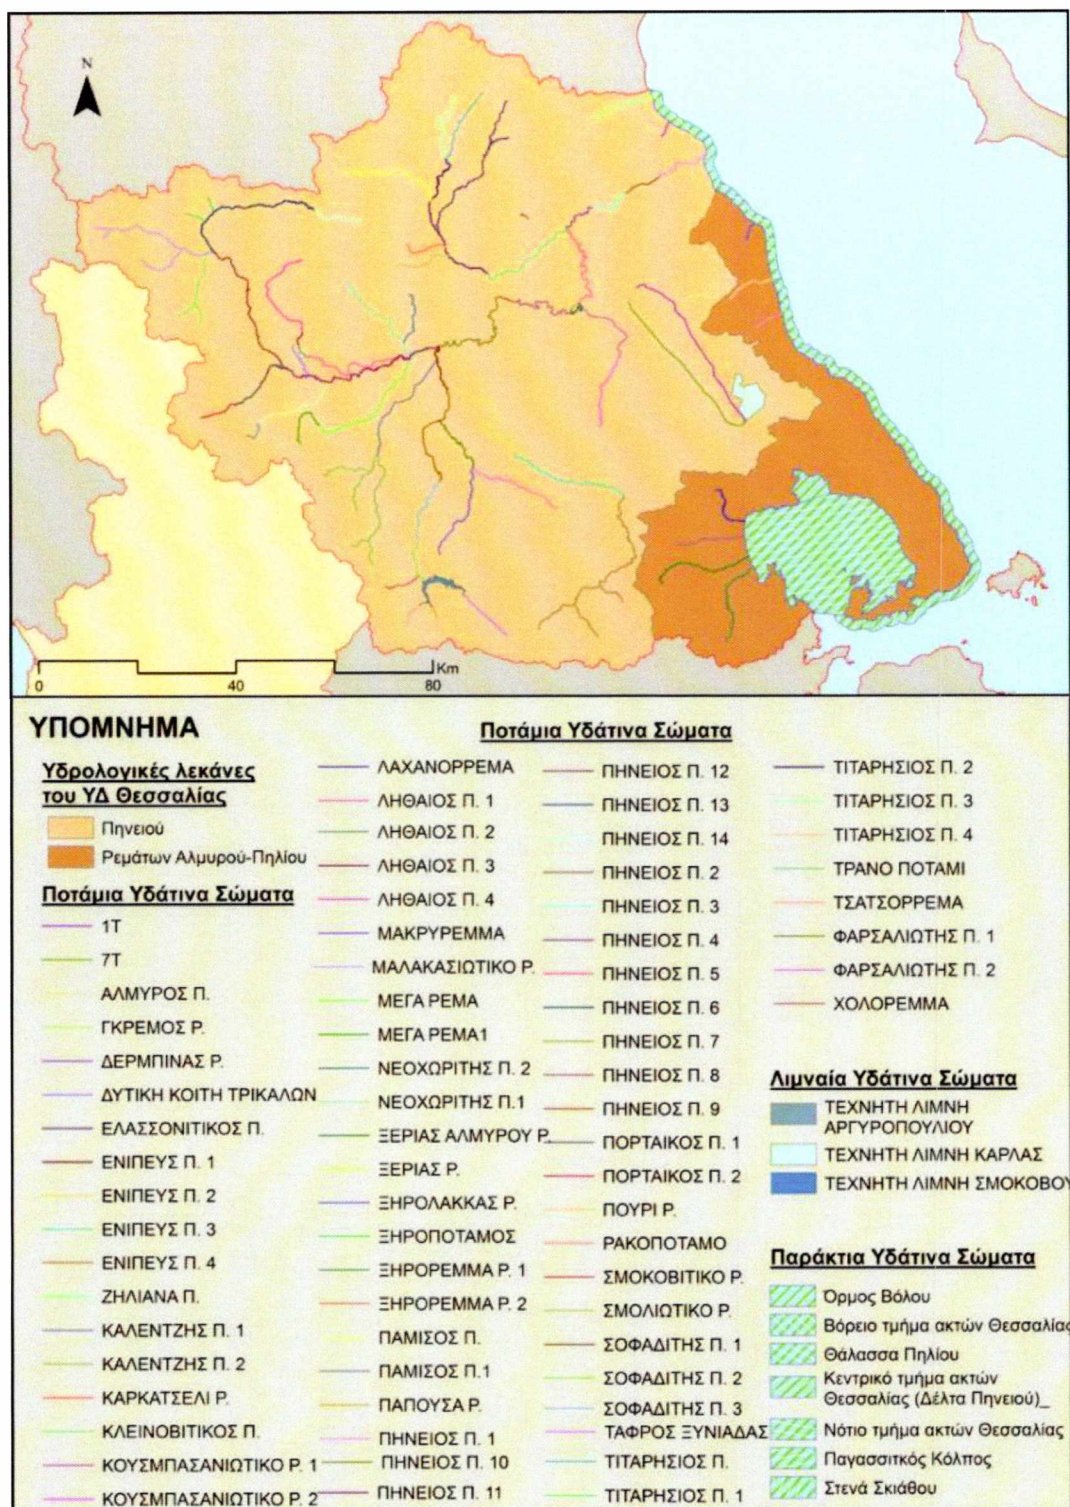 N
Km
0
40
80
ΥΠΟΜΝΗΜΑ
Υδρολογικές λεκάνες
του ΥΔ Θεσσαλίας
Πηνειού
Ρεμάτων Αλμυρού-Πηλίου
Ποτάμια Υδάτινα Σώματα
1Τ
7Τ
ΑΛΜΥΡΟΣ Π.
ΓΚΡΕΜΟΣ Ρ.
ΔΕΡΜΠΙΝΑΣ Ρ.
ΔΥΤΙΚΗ ΚΟΙΤΗ ΤΡΙΚΑΛΩΝ
ΕΛΑΣΣΟΝΙΤΙΚΟΣ Π.
ΕΝΙΠΕΥΣ Π. 1
ΕΝΙΠΕΥΣ Π. 2
ΕΝΙΠΕΥΣ Π. 3
ΕΝΙΠΕΥΣ Π. 4
ΖΗΛΙΑΝΑ Π.
ΚΑΛΕΝΤΖΗΣ Π. 1
ΚΑΛΕΝΤΖΗΣ Π. 2
ΚΑΡΚΑΤΣΕΛΙ Ρ.
ΚΛΕΙΝΟΒΙΤΙΚΟΣ Π.
ΚΟΥΣΜΠΑΣΑΝΙΩΤΙΚΟ Ρ. 1
ΚΟΥΣΜΠΑΣΑΝΙΩΤΙΚΟ Ρ. 2
Ποτάμια Υδάτινα Σώματα
ΛΑΧΑΝΟΡΡΕΜΑ
ΛΗΘΑΙΟΣ Π. 1
ΛΗΘΑΙΟΣ Π. 2
ΛΗΘΑΙΟΣ Π. 3
ΛΗΘΑΙΟΣ Π. 4
ΜΑΚΡΥΡΕΜΜΑ
ΜΑΛΑΚΑΣΙΩΤΙΚΟ Ρ.
ΜΕΓΑ ΡΕΜΑ
ΜΕΓΑ ΡΕΜΑ1
ΝΕΟΧΩΡΙΤΗΣ Π. 2
ΝΕΟΧΩΡΙΤΗΣ Π.1
ΞΕΡΙΑΣ ΑΛΜΥΡΟΥ Ρ.
ΞΕΡΙΑΣ Ρ.
ΞΗΡΟΛΑΚΚΑΣ Ρ.
ΞΗΡΟΠΟΤΑΜΟΣ
ΞΗΡΟΡΕΜΜΑ Ρ. 1
ΞΗΡΟΡΕΜΜΑ Ρ. 2
ΠΑΜΙΣΟΣ Π.
ΠΑΜΙΣΟΣ Π.1
ΠΑΠΟΥΣΑ Ρ.
ΠΗΝΕΙΟΣ Π. 1
ΠΗΝΕΙΟΣ Π. 10
ΠΗΝΕΙΟΣ Π. 11
ΠΗΝΕΙΟΣ Π. 12
ΠΗΝΕΙΟΣ Π. 13
ΠΗΝΕΙΟΣ Π. 14
ΠΗΝΕΙΟΣ Π. 2
ΠΗΝΕΙΟΣ Π. 3
ΠΗΝΕΙΟΣ Π. 4
ΠΗΝΕΙΟΣ Π. 5
ΠΗΝΕΙΟΣ Π. 6
ΠΗΝΕΙΟΣ Π. 7
ΠΗΝΕΙΟΣ Π. 8
ΠΗΝΕΙΟΣ Π. 9
ΠΟΡΤΑΙΚΟΣ Π. 1
ΠΟΡΤΑΙΚΟΣ Π. 2
ΠΟΥΡΙ Ρ.
ΡΑΚΟΠΟΤΑΜΟ
ΣΜΟΚΟΒΙΤΙΚΟ Ρ.
ΣΜΟΛΙΩΤΙΚΟ Ρ.
ΣΟΦΑΔΙΤΗΣ Π. 1
ΣΟΦΑΔΙΤΗΣ Π. 2
ΣΟΦΑΔΙΤΗΣ Π. 3
ΤΑΦΡΟΣ ΞΥΝΙΑΔΑΣ
ΤΙΤΑΡΗΣΙΟΣ Π.
ΤΙΤΑΡΗΣΙΟΣ Π. 1
ΤΙΤΑΡΗΣΙΟΣ Π. 2
ΤΙΤΑΡΗΣΙΟΣ Π. 3
ΤΙΤΑΡΗΣΙΟΣ Π. 4
ΤΡΑΝΟ ΠΟΤΑΜΙ
ΤΣΑΤΣΟΡΡΕΜΑ
ΦΑΡΣΑΛΙΩΤΗΣ Π. 1
ΦΑΡΣΑΛΙΩΤΗΣ Π. 2
ΧΟΛΟΡΕΜΜΑ
Λιμναία Υδάτινα Σώματα
ΤΕΧΝΗΤΗ ΛΙΜΝΗ
ΑΡΓΥΡΟΠΟΥΛΙΟΥ
ΤΕΧΝΗΤΗ ΛΙΜΝΗ ΚΑΡΛΑΣ
ΤΕΧΝΗΤΗ ΛΙΜΝΗ ΣΜΟΚΟΒΟΥ
Παράκτια Υδάτινα Σώματα
Όρμος Βόλου
Βόρειο τμήμα ακτών Θεσσαλίας
Θάλασσα Πηλίου
Κεντρικό τμήμα ακτών
Θεσσαλίας (Δέλτα Πηνειού)_
Νότιο τμήμα ακτών Θεσσαλίας
Παγασσιτκός Κόλπος
Στενά Σκιάθου